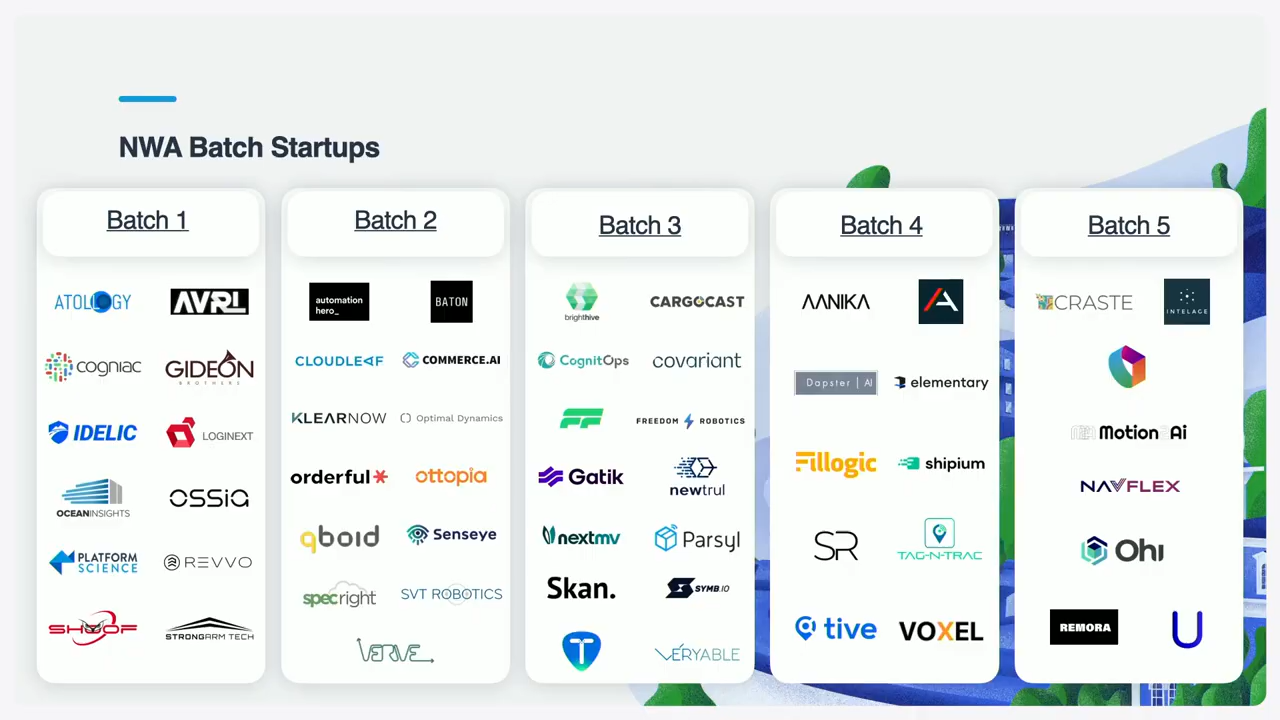 NWA Batch Startups
Batch 1
ATOLOGY
AVRL
cogniac
GIDEON
BROTHERS
IDELIC
LOGINEXT
OCEANINSIGHTS
OSSIA
PLATFORM
SCIENCE
REVVO
SHOOF
STRONGARM TECH
Batch 2
automation
hero_
BATON
CLOUDLEAF
COMMERCE.AI
KLEARNOW
Optimal Dynamics
orderful
ottopia
qboid
Senseye
specright
SVT ROBOTICS
VERVE
Batch 3
brighthive
CARGOCAST
CognitOps
covariant
FREEDOM ROBOTICS
Gatik
newtrul
nextmv
Parsyl
Skan.
SYMB.IO
T
VERYABLE
Batch 4
AANIKA
Dapster | AI
elementary
Fillogic
shipium
SR
TAG-N-TRAC
tive
VOXEL
Batch 5
CRASTE
INTELAGE
Motion2Ai
NAVFLEX
Ohi
REMORA
U